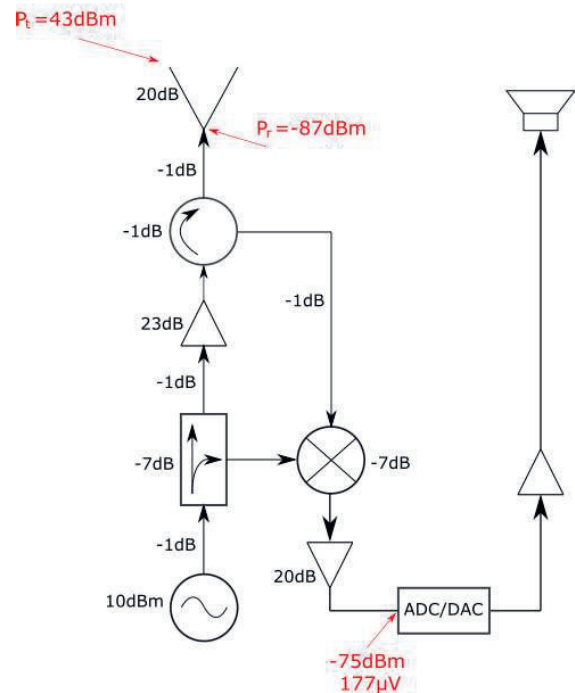 Pt =43dBm
20dB
Pr =-87dBm
-1dB
-1dB
-1dB
23dB
-1dB
-7dB
-7dB
-1dB
20dB
10dBm
ADC/DAC
-75dBm
177μV